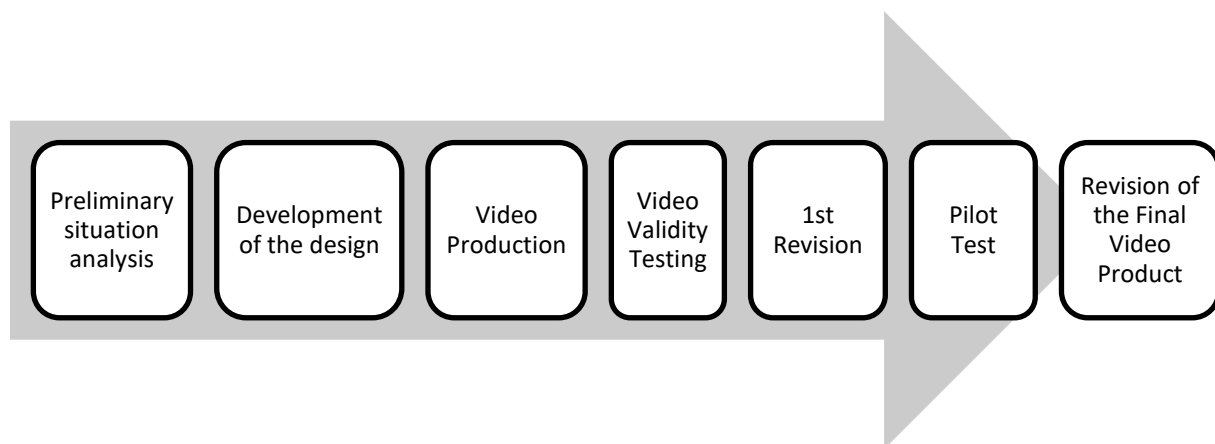 Preliminary
situation
analysis
Development
of the design
Video
Production
Video
Validity
Testing
1st
Revision
Pilot
Test
Revision of
the Final
Video
Product